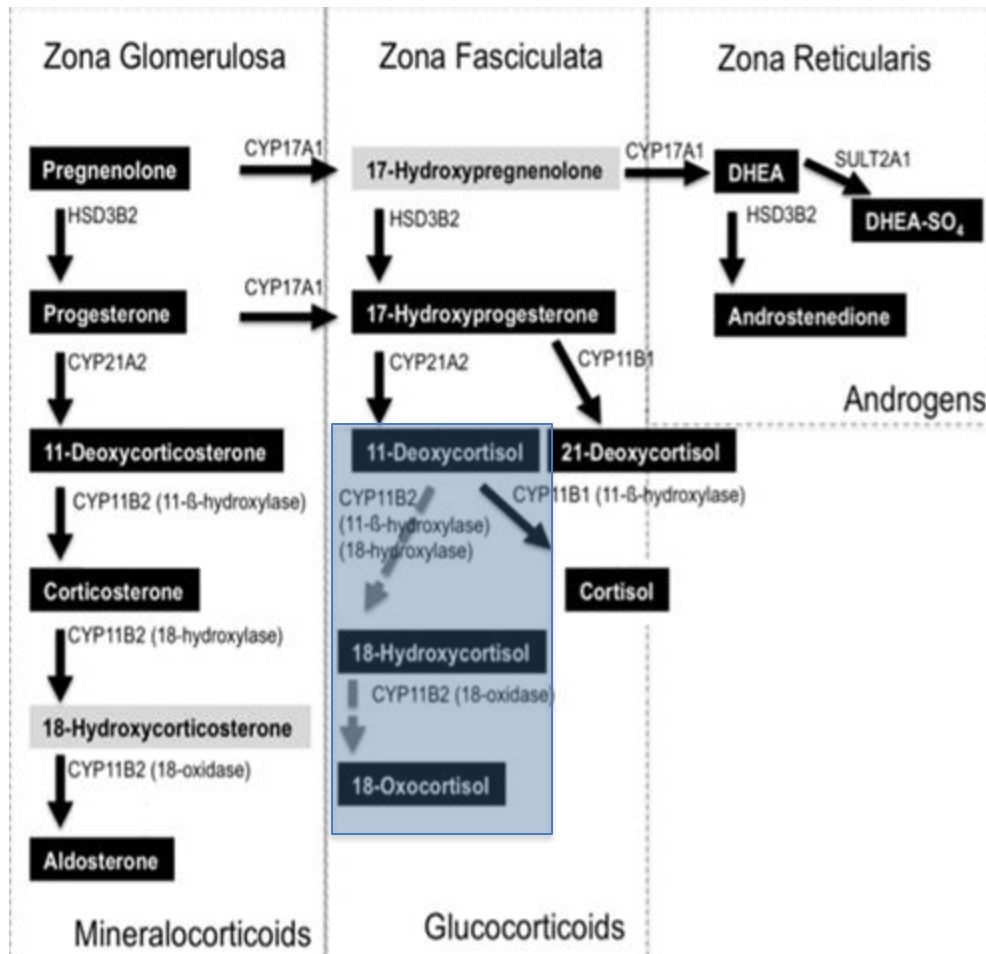 Zona Glomerulosa
Zona Fasciculata
Zona Reticularis
CYP17A1
CYP17A1
SULT2A1
Pregnenolone
17-Hydroxypregnenolone
DHEA
HSD3B2
HSD3B2
HSD3B2
DHEA-SO₄
CYP17A1
Progesterone
17-Hydroxyprogesterone
Androstenedione
CYP21A2
CYP21A2
CYP11B1
Androgens
11-Deoxycorticosterone
11-Deoxycortisol
21-Deoxycortisol
CYP11B2 (11-ß-hydroxylase)
CYP11B2
(11-ß-hydroxylase)
(18-hydroxylase)
CYP11B1 (11-ß-hydroxylase)
Corticosterone
Cortisol
CYP11B2 (18-hydroxylase)
18-Hydroxycortisol
CYP11B2 (18-oxidase)
18-Hydroxycorticosterone
CYP11B2 (18-oxidase)
18-Oxocortisol
Aldosterone
Mineralocorticoids
Glucocorticoids